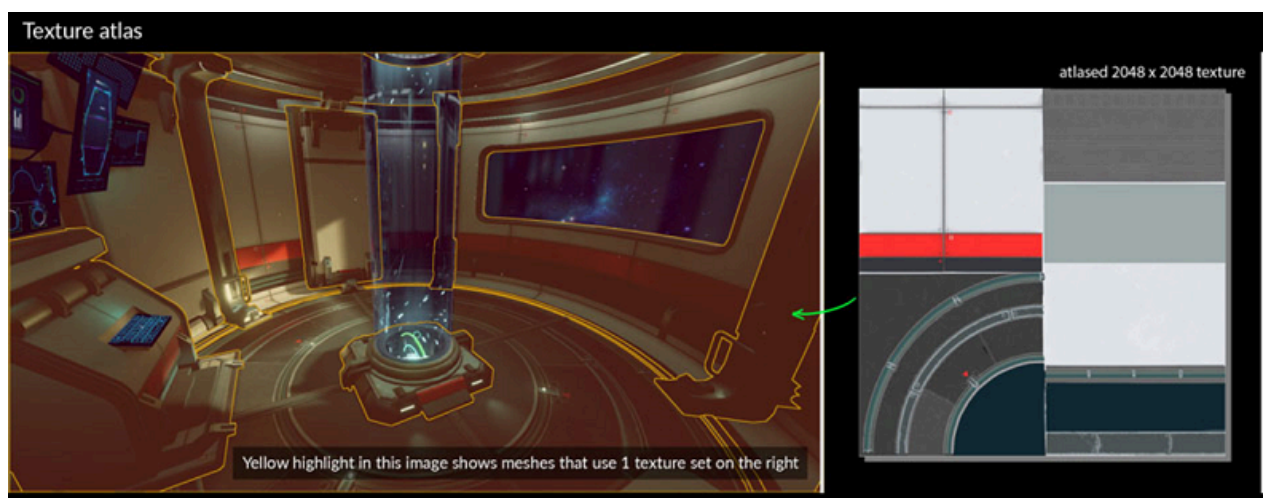 Texture atlas
atlased 2048 x 2048 texture
Yellow highlight in this image shows meshes that use 1 texture set on the right